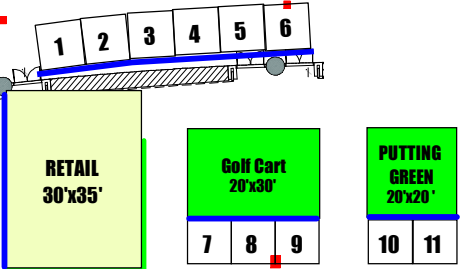 1 2 3 4 5 6
RETAIL
30'x35'
Golf Cart
20'x30'
PUTTING
GREEN
20'x20'
7 8 9
10 11